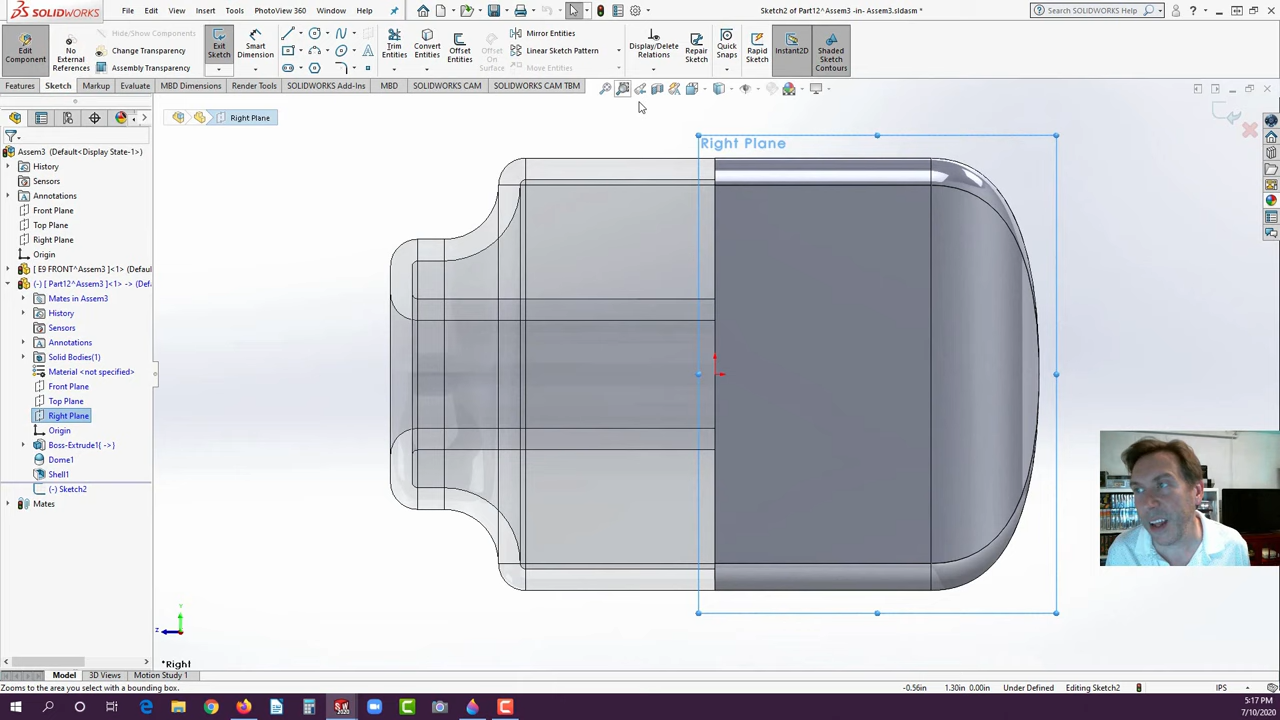 SOLIDWORKS
File Edit View Insert Tools PhotoView 360 Window Help
Sketch2 of Part12^Assem3 -in- Assem3.sldasm *
Search SOLIDWORKS Help
Edit Component
No External References
Hide/Show Components
Change Transparency
Assembly Transparency
Exit Sketch
Smart Dimension
Trim Entities
Convert Entities
Offset Entities
Offset On Surface
Mirror Entities
Linear Sketch Pattern
Move Entities
Display/Delete Relations
Repair Sketch
Quick Snaps
Rapid Sketch
Instant2D
Shaded Sketch Contours
Features Sketch Markup Evaluate MBD Dimensions Render Tools SOLIDWORKS Add-Ins MBD SOLIDWORKS CAM SOLIDWORKS CAM TBM
Right Plane
Right Plane
Assem3 (Default<Display State-1>)
History
Sensors
Annotations
Front Plane
Top Plane
Right Plane
Origin
[ E9 FRONT^Assem3 ]<1> (Default
(-) [ Part12^Assem3 ]<1> -> (Def
Mates in Assem3
History
Sensors
Annotations
Solid Bodies(1)
Material <not specified>
Front Plane
Top Plane
Right Plane
Origin
Boss-Extrude1{ ->}
Dome1
Shell1
(-) Sketch2
Mates
Y
Z
*Right
Model 3D Views Motion Study 1
Zooms to the area you select with a bounding box.
-0.56in 1.30in 0.00in Under Defined Editing Sketch2 IPS
5:17 PM
7/10/2020